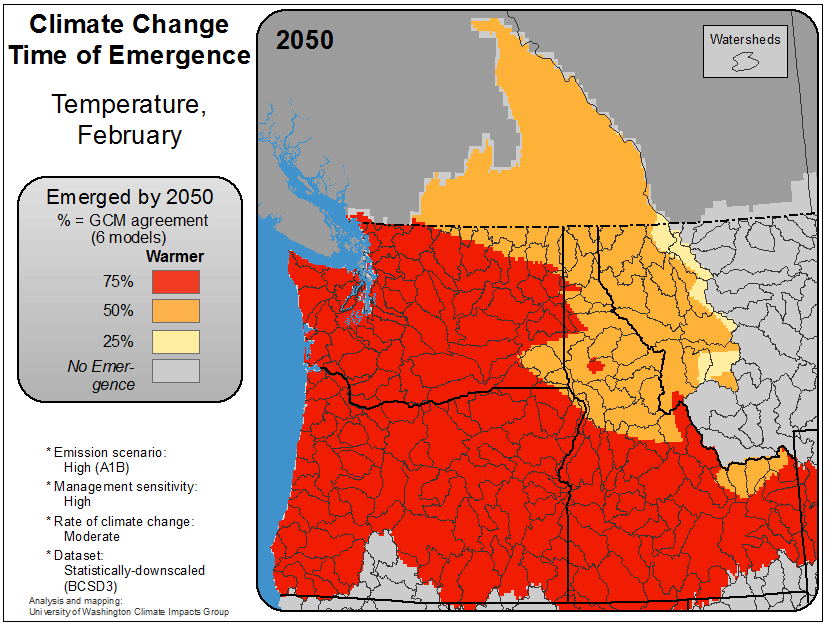 Climate Change
Time of Emergence
Temperature,
February
Emerged by 2050
% = GCM agreement
(6 models)
Warmer
75%
50%
25%
No Emer-
gence
* Emission scenario:
High (A1B)
* Management sensitivity:
High
* Rate of climate change:
Moderate
* Dataset:
Statistically-downscaled
(BCSD3)
Analysis and mapping:
University of Washington Climate Impacts Group
2050
Watersheds